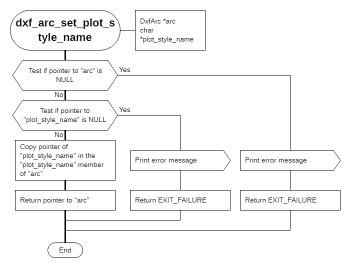 dxf_arc_set_plot_s
tyle_name
DxfArc *arc
char
*plot_style_name
Test if pointer to "arc" is
NULL
Yes
No
Test if pointer to
"plot_style_name" is NULL
Yes
No
Copy pointer of
"plot_style_name" in the
"plot_style_name" member
of "arc"
Print error message
Print error message
Return pointer to "arc"
Return EXIT_FAILURE
Return EXIT_FAILURE
End